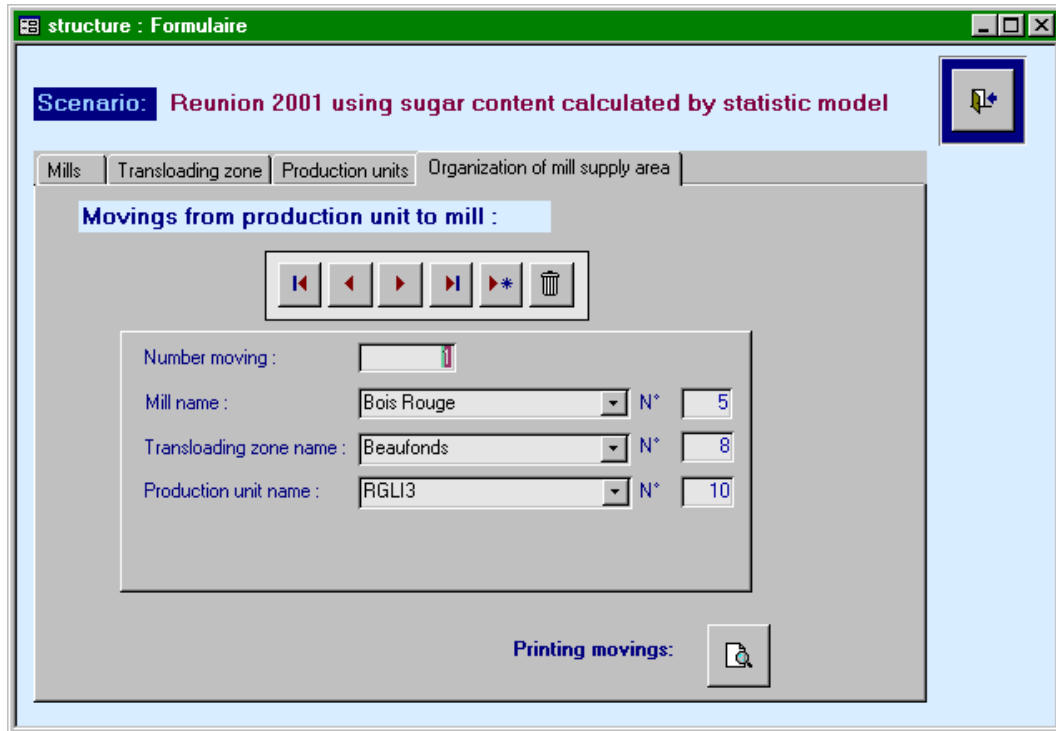 structure : Formulaire
Scenario: Reunion 2001 using sugar content calculated by statistic model
Mills Transloading zone Production units Organization of mill supply area
Movings from production unit to mill :
Number moving : 1
Mill name : Bois Rouge N° 5
Transloading zone name : Beaufonds N° 8
Production unit name : RGLI3 N° 10
Printing movings: